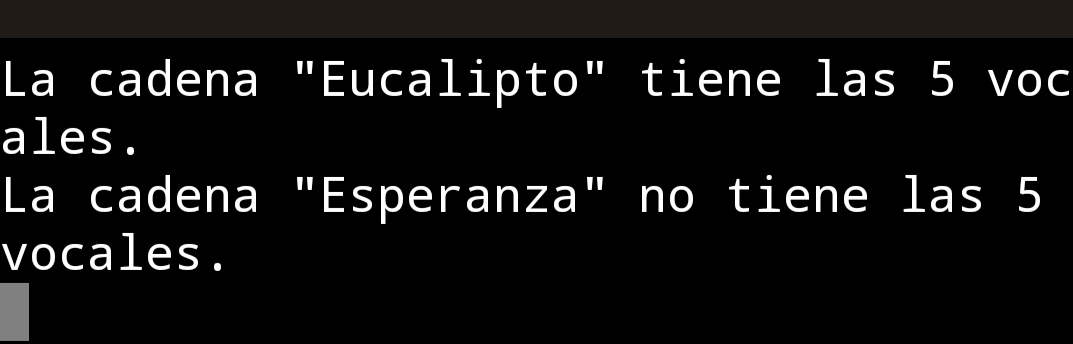 La cadena "Eucalipto" tiene las 5 voc
ales.
La cadena "Esperanza" no tiene las 5
vocales.